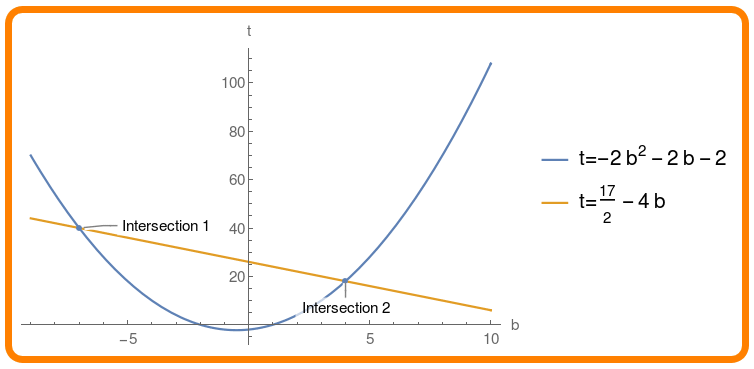 t
100
80
60
40
20
-5
5
10
b
Intersection 1
Intersection 2
t=-2 b² - 2 b - 2
t=17/2 - 4 b